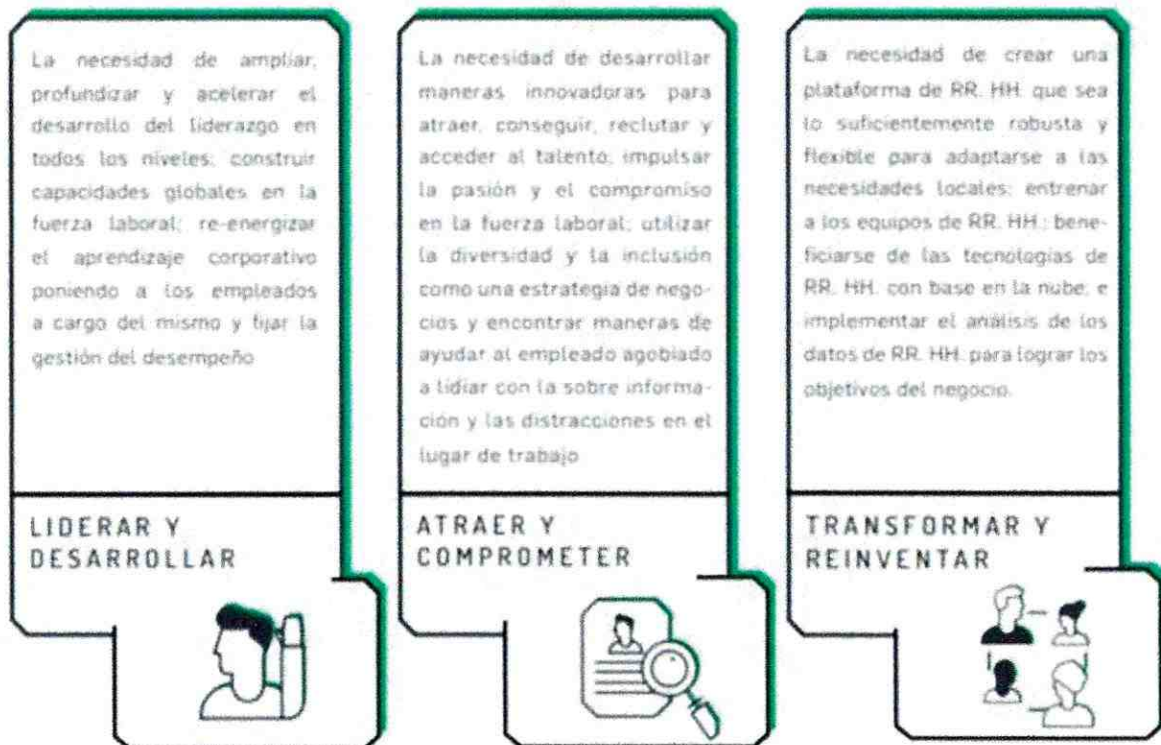 La necesidad de ampliar,
profundizar y acelerar el
desarrollo del liderazgo en
todos los niveles; construir
capacidades globales en la
fuerza laboral; re-energizar
el aprendizaje corporativo
poniendo a los empleados
a cargo del mismo y fijar la
gestión del desempeño
LIDERAR Y
DESARROLLAR
La necesidad de desarrollar
maneras innovadoras para
atraer, conseguir, reclutar y
acceder al talento; impulsar
la pasión y el compromiso
en la fuerza laboral; utilizar
la diversidad y la inclusión
como una estrategia de nego-
cios y encontrar maneras de
ayudar al empleado agobiado
a lidiar con la sobre informa-
ción y las distracciones en el
lugar de trabajo
ATRAER Y
COMPROMETER
La necesidad de crear una
plataforma de RR. HH. que sea
lo suficientemente robusta y
flexible para adaptarse a las
necesidades locales; entrenar
a los equipos de RR. HH.; bene-
ficiarse de las tecnologías de
RR. HH. con base en la nube; e
implementar el análisis de los
datos de RR. HH. para lograr los
objetivos del negocio.
TRANSFORMAR Y
REINVENTAR